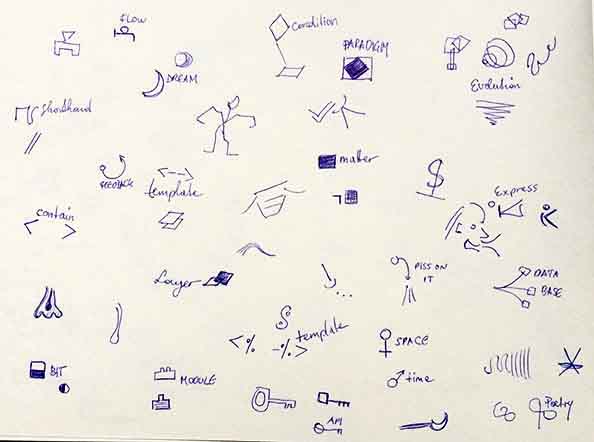 FLOW
condition
PARADIGM
DREAM
Evolution
Shorthand
matter
FEEDBACK
template
Express
contain
$
Layer
PISS ON
IT
DATA
BASE
template
<% -%>
SPACE
BIT
MODULE
time
API
Poetry